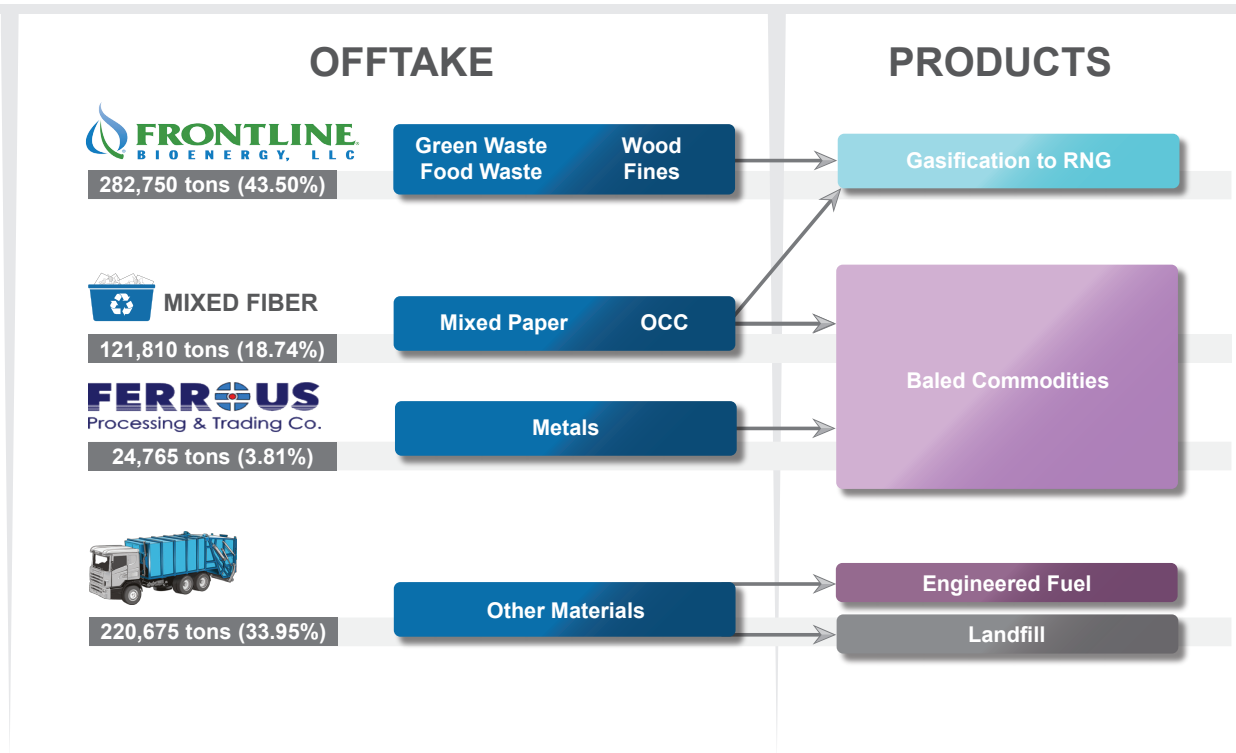 OFFTAKE
PRODUCTS
FRONTLINE
BIOENERGY, LLC
282,750 tons (43.50%)
Green Waste Wood
Food Waste Fines
Gasification to RNG
MIXED FIBER
121,810 tons (18.74%)
Mixed Paper OCC
Baled Commodities
FERROUS
Processing & Trading Co.
24,765 tons (3.81%)
Metals
220,675 tons (33.95%)
Other Materials
Engineered Fuel
Landfill